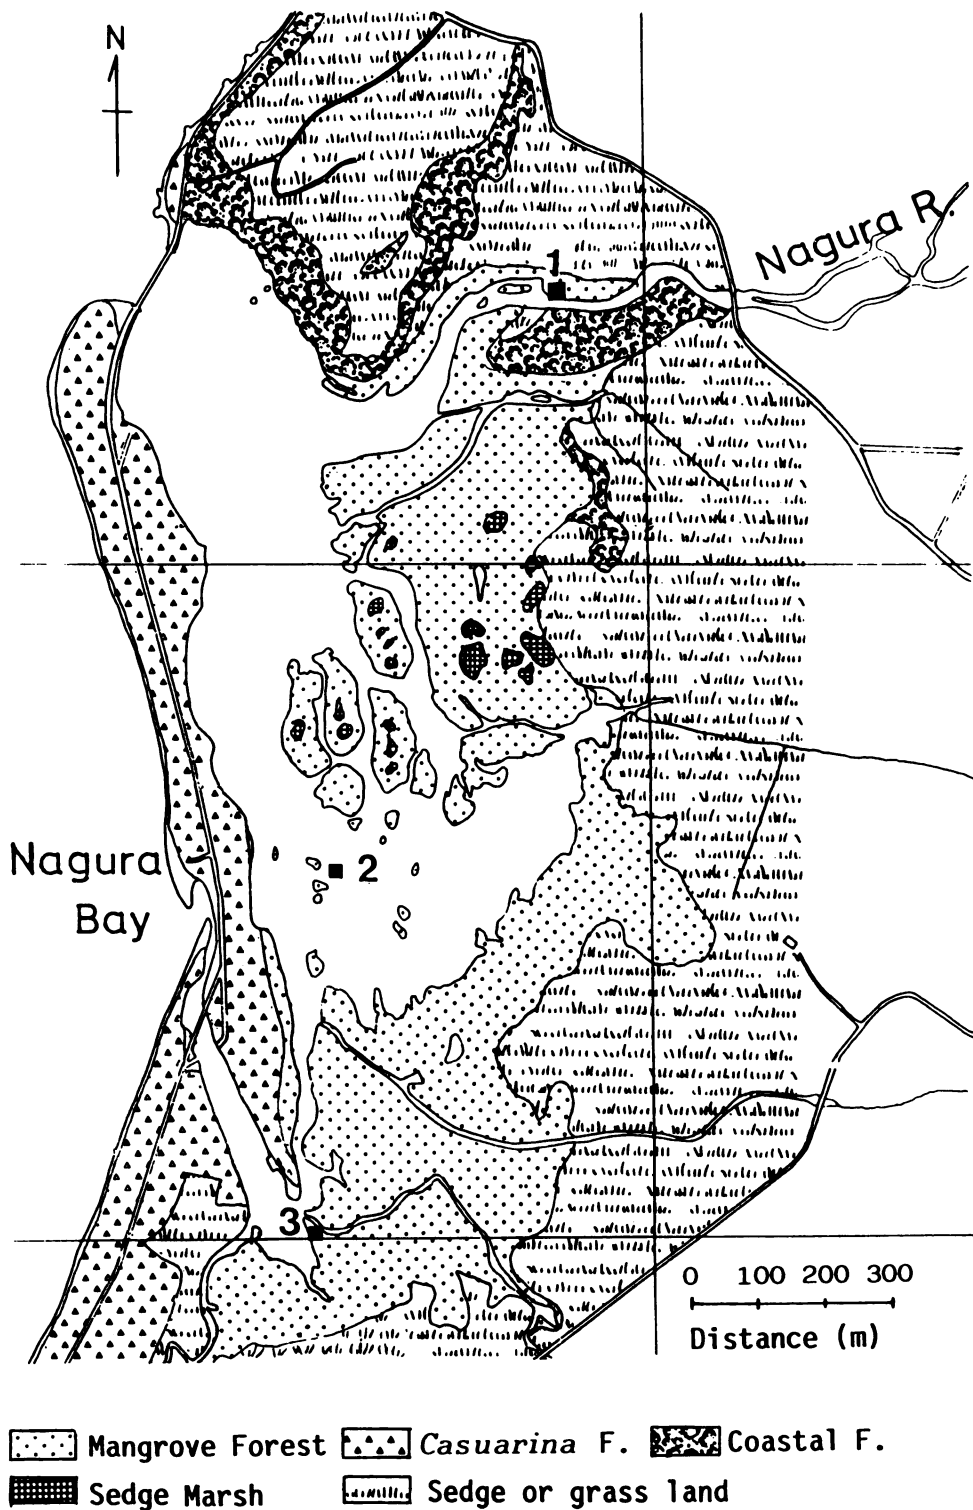 N
Nagura R.
1
Nagura
Bay
2
3
0 100 200 300
Distance (m)
Mangrove Forest Casuarina F. Coastal F.
Sedge Marsh Sedge or grass land